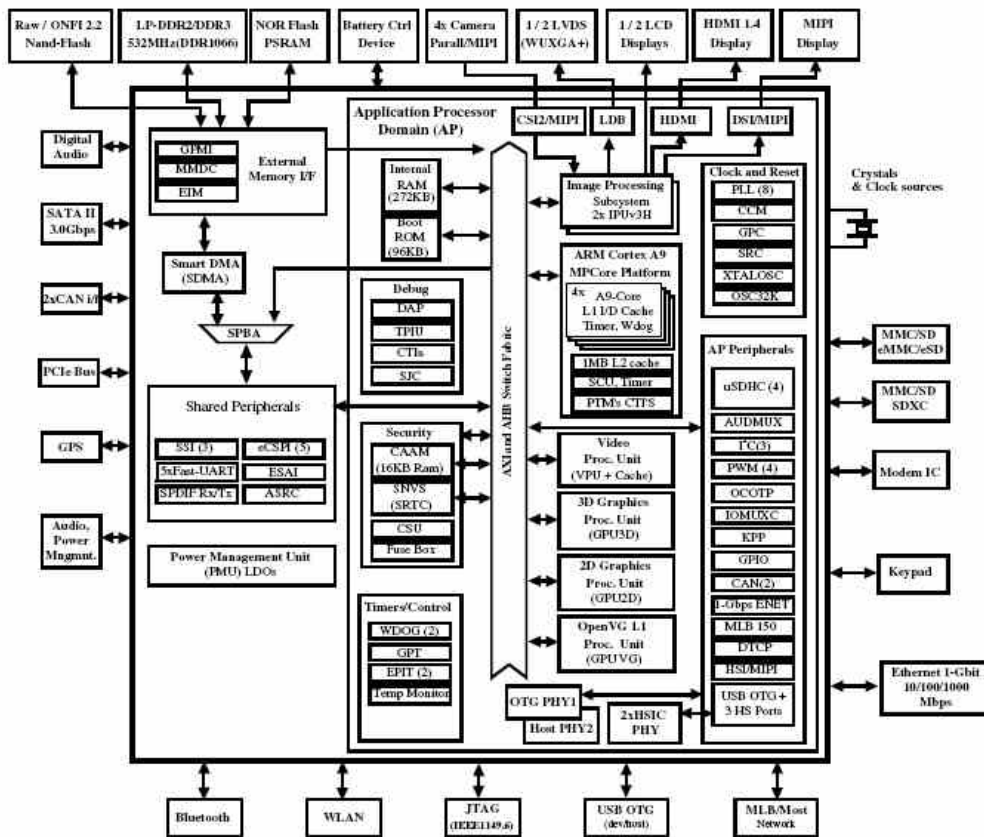 Raw / ONFI 2.2
Nand-Flash
LP-DDR2/DDR3
532MHz(DDR1066)
NOR Flash
PSRAM
Battery Ctrl
Device
4x Camera
Parall/MIPI
1 / 2 LVDS
(WUXGA+)
1 / 2 LCD
Displays
HDMI 1.4
Display
MIPI
Display
Digital
Audio
SATA II
3.0Gbps
2xCAN i/f
PCIe Bus
GPS
Audio,
Power
Mngmnt.
GPMI
MMDC
EIM
External
Memory I/F
Smart DMA
(SDMA)
SPBA
Shared Peripherals
SSI (3)
eCSPI (5)
5xFast-UART
ESAI
SPDIF Rx/Tx
ASRC
Power Management Unit
(PMU) LDOs
Application Processor
Domain (AP)
Internal
RAM
(272KB)
Boot
ROM
(96KB)
Debug
DAP
TPIU
CTIs
SJC
Security
CAAM
(16KB Ram)
SNVS
(SRTC)
CSU
Fuse Box
Timers/Control
WDOG (2)
GPT
EPIT (2)
Temp Monitor
AXI and AHB Switch Fabric
CSI2/MIPI
LDB
HDMI
DSI/MIPI
Image Processing
Subsystem
2x IPUv3H
ARM Cortex A9
MPCore Platform
4x
A9-Core
L1 I/D Cache
Timer, Wdog
1MB L2 cache
SCU, Timer
PTM's CTI'S
Video
Proc. Unit
(VPU + Cache)
3D Graphics
Proc. Unit
(GPU3D)
2D Graphics
Proc. Unit
(GPU2D)
OpenVG 1.1
Proc. Unit
(GPUVG)
OTG PHY1
Host PHY2
2xHSIC
PHY
Clock and Reset
PLL (8)
CCM
GPC
SRC
XTALOSC
OSC32K
AP Peripherals
uSDHC (4)
AUDMUX
I²C(3)
PWM (4)
OCOTP
IOMUXC
KPP
GPIO
CAN(2)
1-Gbps ENET
MLB 150
DTCP
HSI/MIPI
USB OTG +
3 HS Ports
Crystals
& Clock sources
MMC/SD
eMMC/eSD
MMC/SD
SDXC
Modem IC
Keypad
Ethernet 1-Gbit
10/100/1000
Mbps
Bluetooth
WLAN
JTAG
(IEEE1149.6)
USB OTG
(dev/host)
MLB/Most
Network